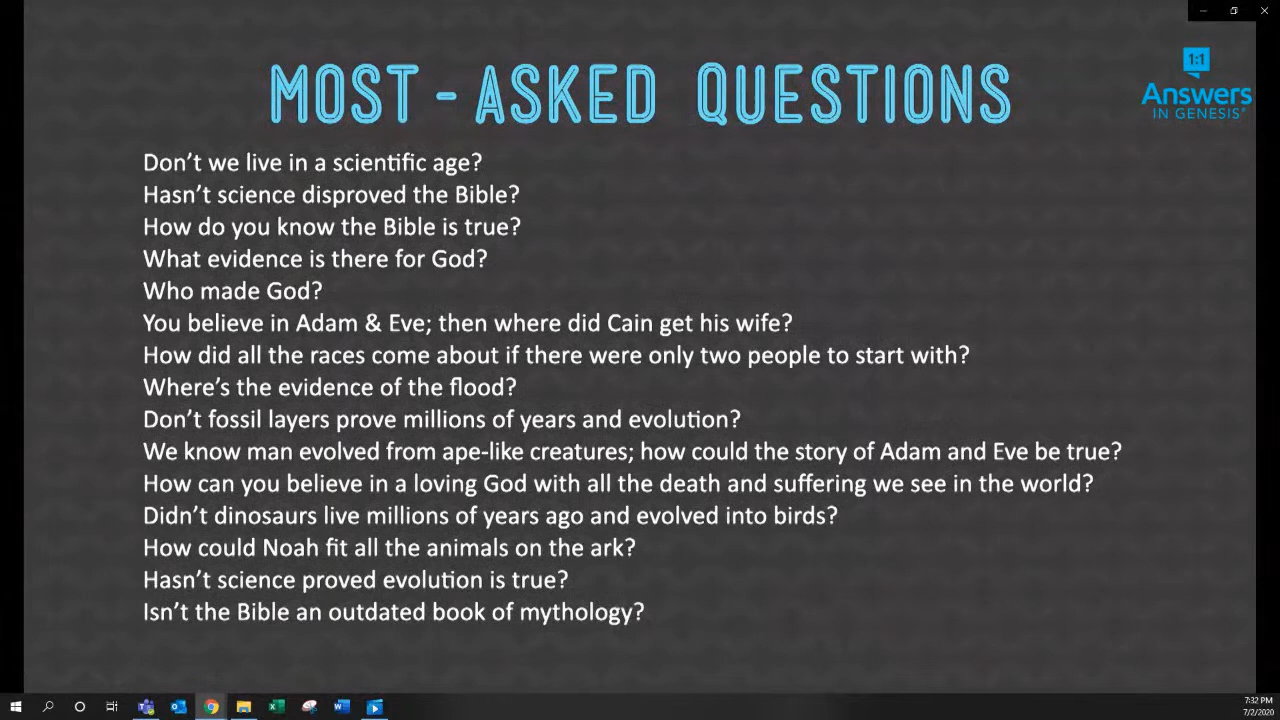 MOST - ASKED QUESTIONS
1:1
Answers
IN GENESIS®
Don't we live in a scientific age?
Hasn't science disproved the Bible?
How do you know the Bible is true?
What evidence is there for God?
Who made God?
You believe in Adam & Eve; then where did Cain get his wife?
How did all the races come about if there were only two people to start with?
Where's the evidence of the flood?
Don't fossil layers prove millions of years and evolution?
We know man evolved from ape-like creatures; how could the story of Adam and Eve be true?
How can you believe in a loving God with all the death and suffering we see in the world?
Didn't dinosaurs live millions of years ago and evolved into birds?
How could Noah fit all the animals on the ark?
Hasn't science proved evolution is true?
Isn't the Bible an outdated book of mythology?
7:32 PM
7/2/2020